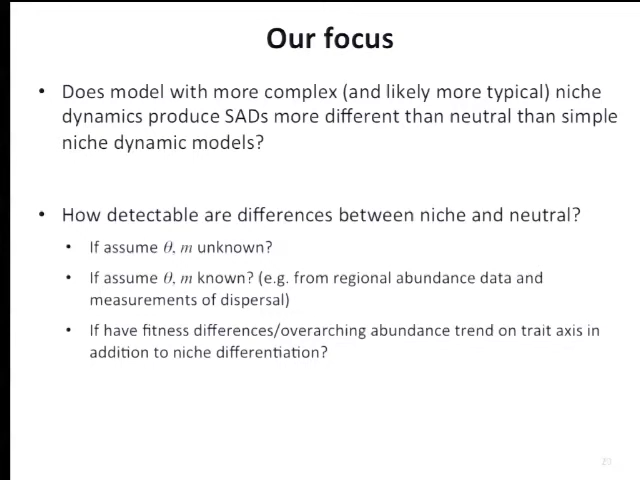 Our focus
• Does model with more complex (and likely more typical) niche
dynamics produce SADs more different than neutral than simple
niche dynamic models?
• How detectable are differences between niche and neutral?
• If assume θ, m unknown?
• If assume θ, m known? (e.g. from regional abundance data and
measurements of dispersal)
• If have fitness differences/overarching abundance trend on trait axis in
addition to niche differentiation?